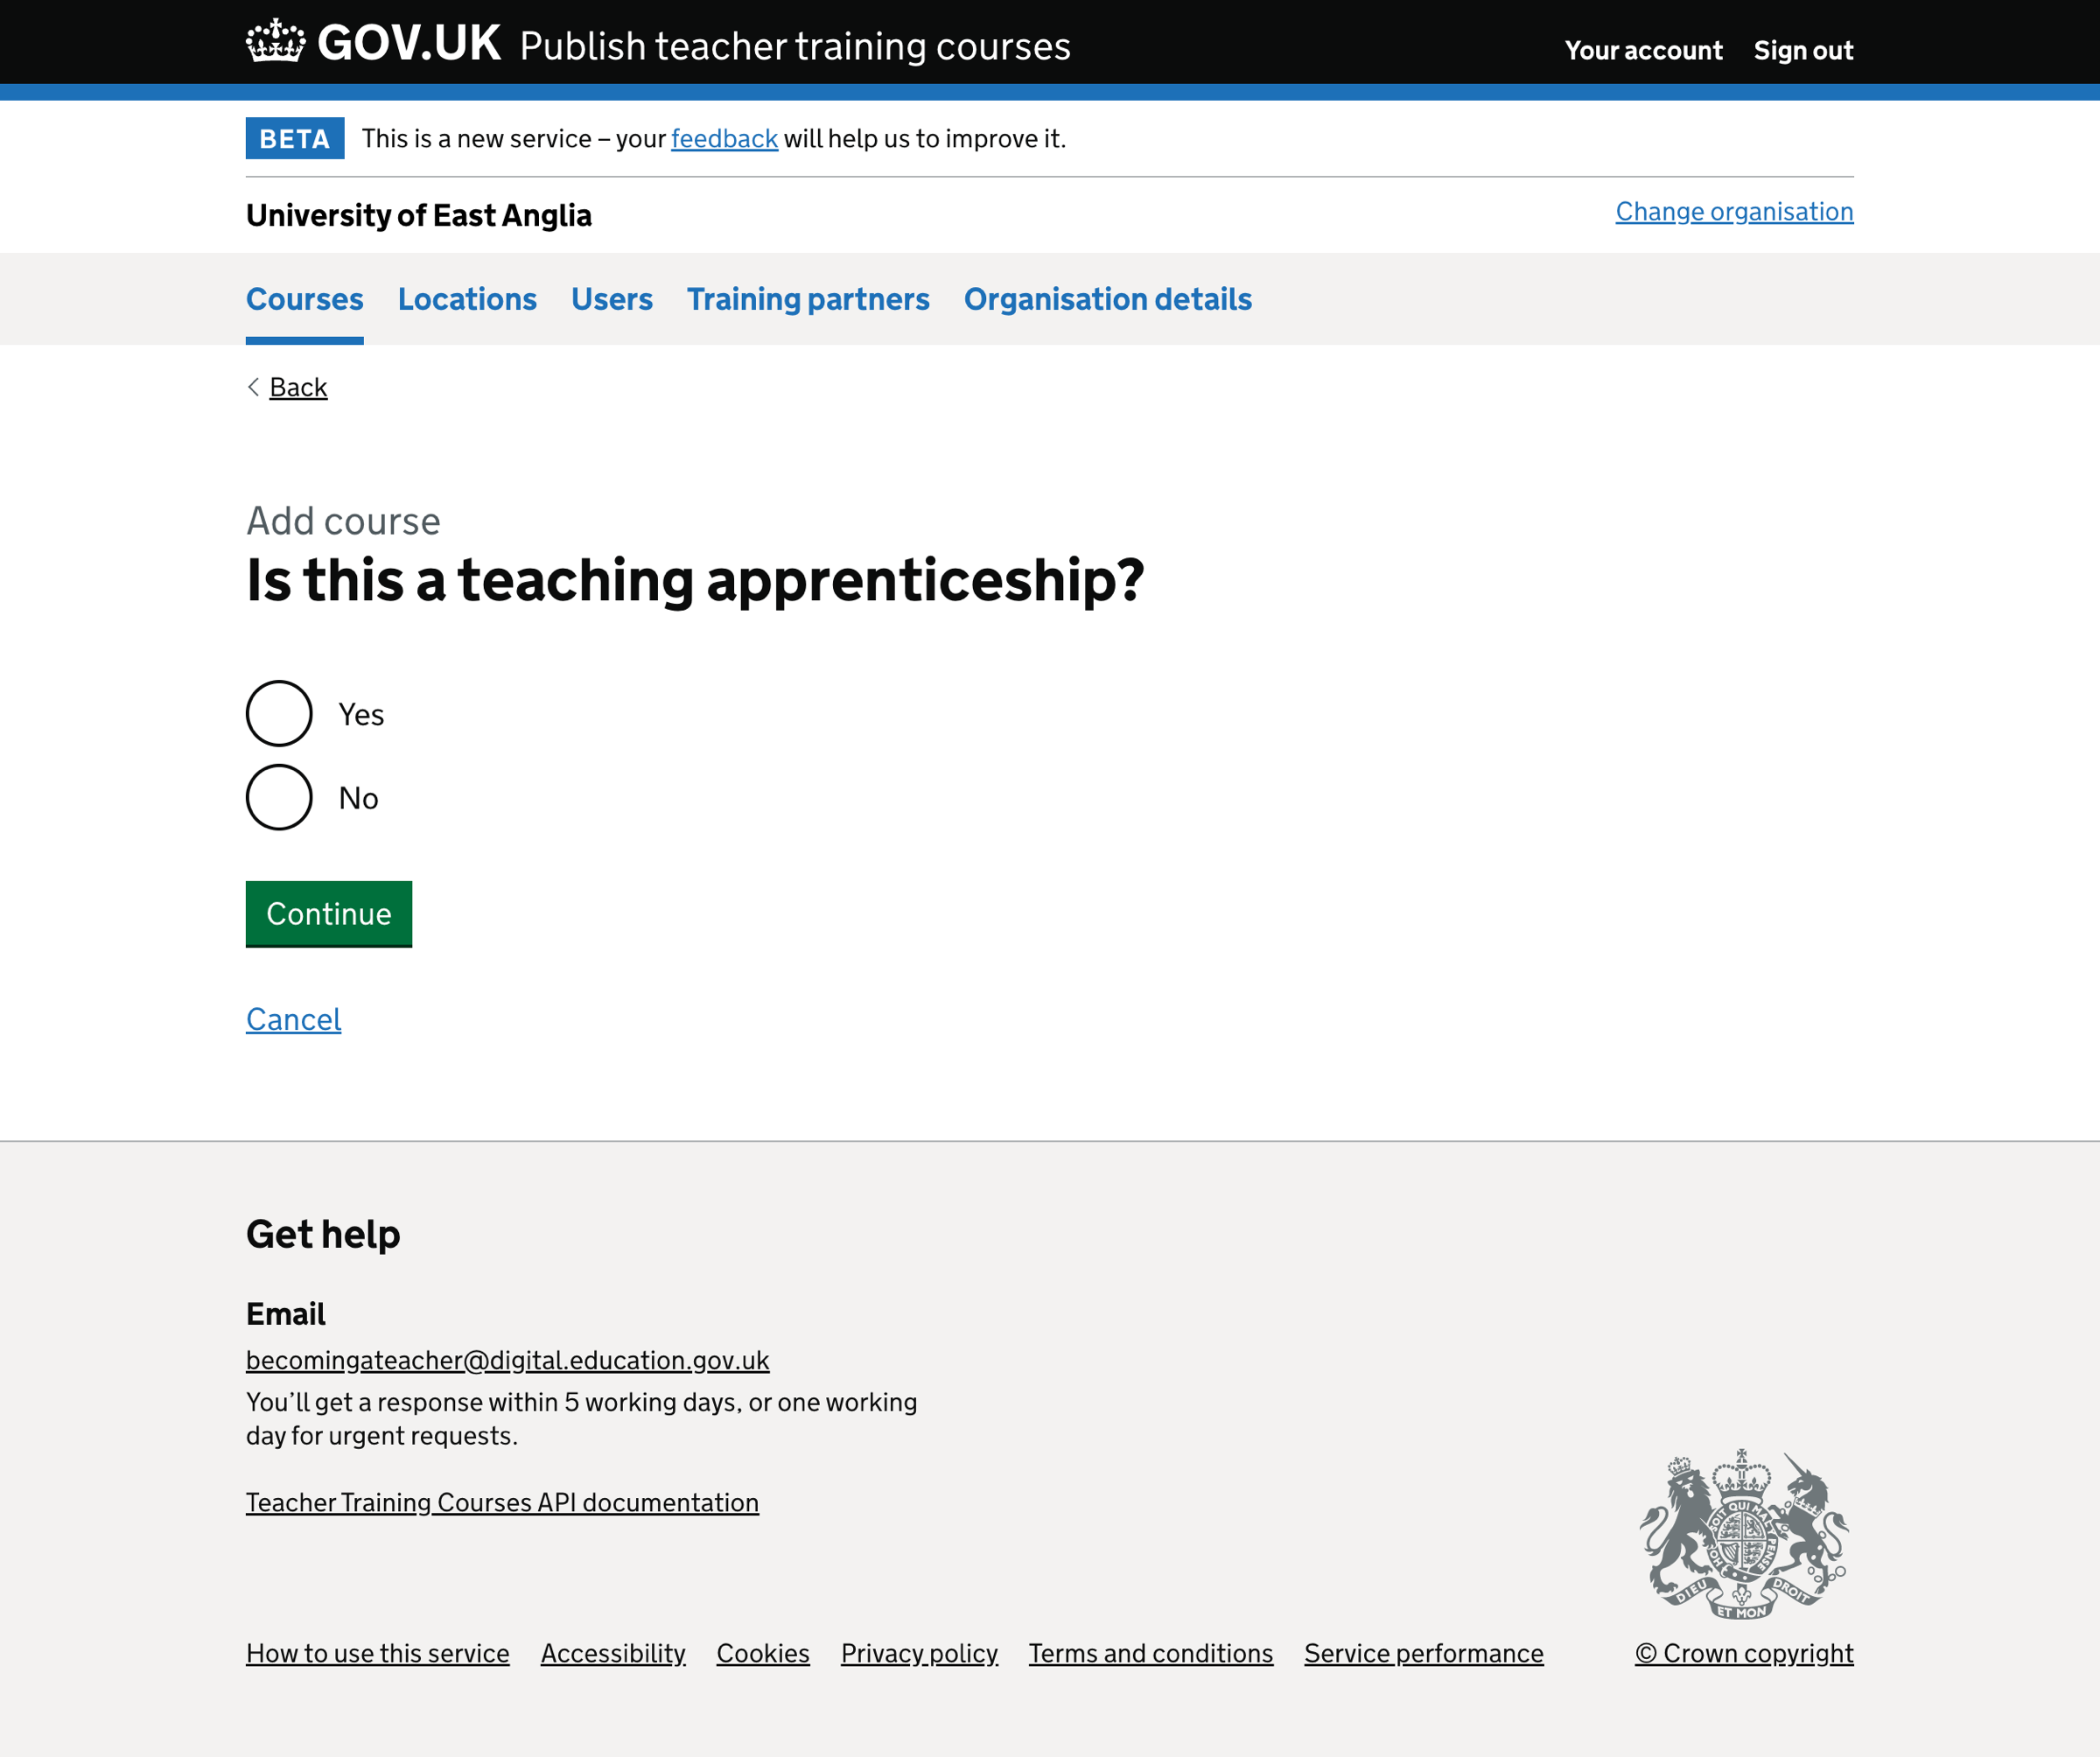 GOV.UK Publish teacher training courses
Your account Sign out
BETA This is a new service – your feedback will help us to improve it.
University of East Anglia
Change organisation
Courses Locations Users Training partners Organisation details
Back
Add course
Is this a teaching apprenticeship?
Yes
No
Continue
Cancel
Get help
Email
becomingateacher@digital.education.gov.uk
You’ll get a response within 5 working days, or one working
day for urgent requests.
Teacher Training Courses API documentation
HONI SOIT QUI MAL Y PENSE
DIEU ET MON DROIT
How to use this service Accessibility Cookies Privacy policy Terms and conditions Service performance © Crown copyright